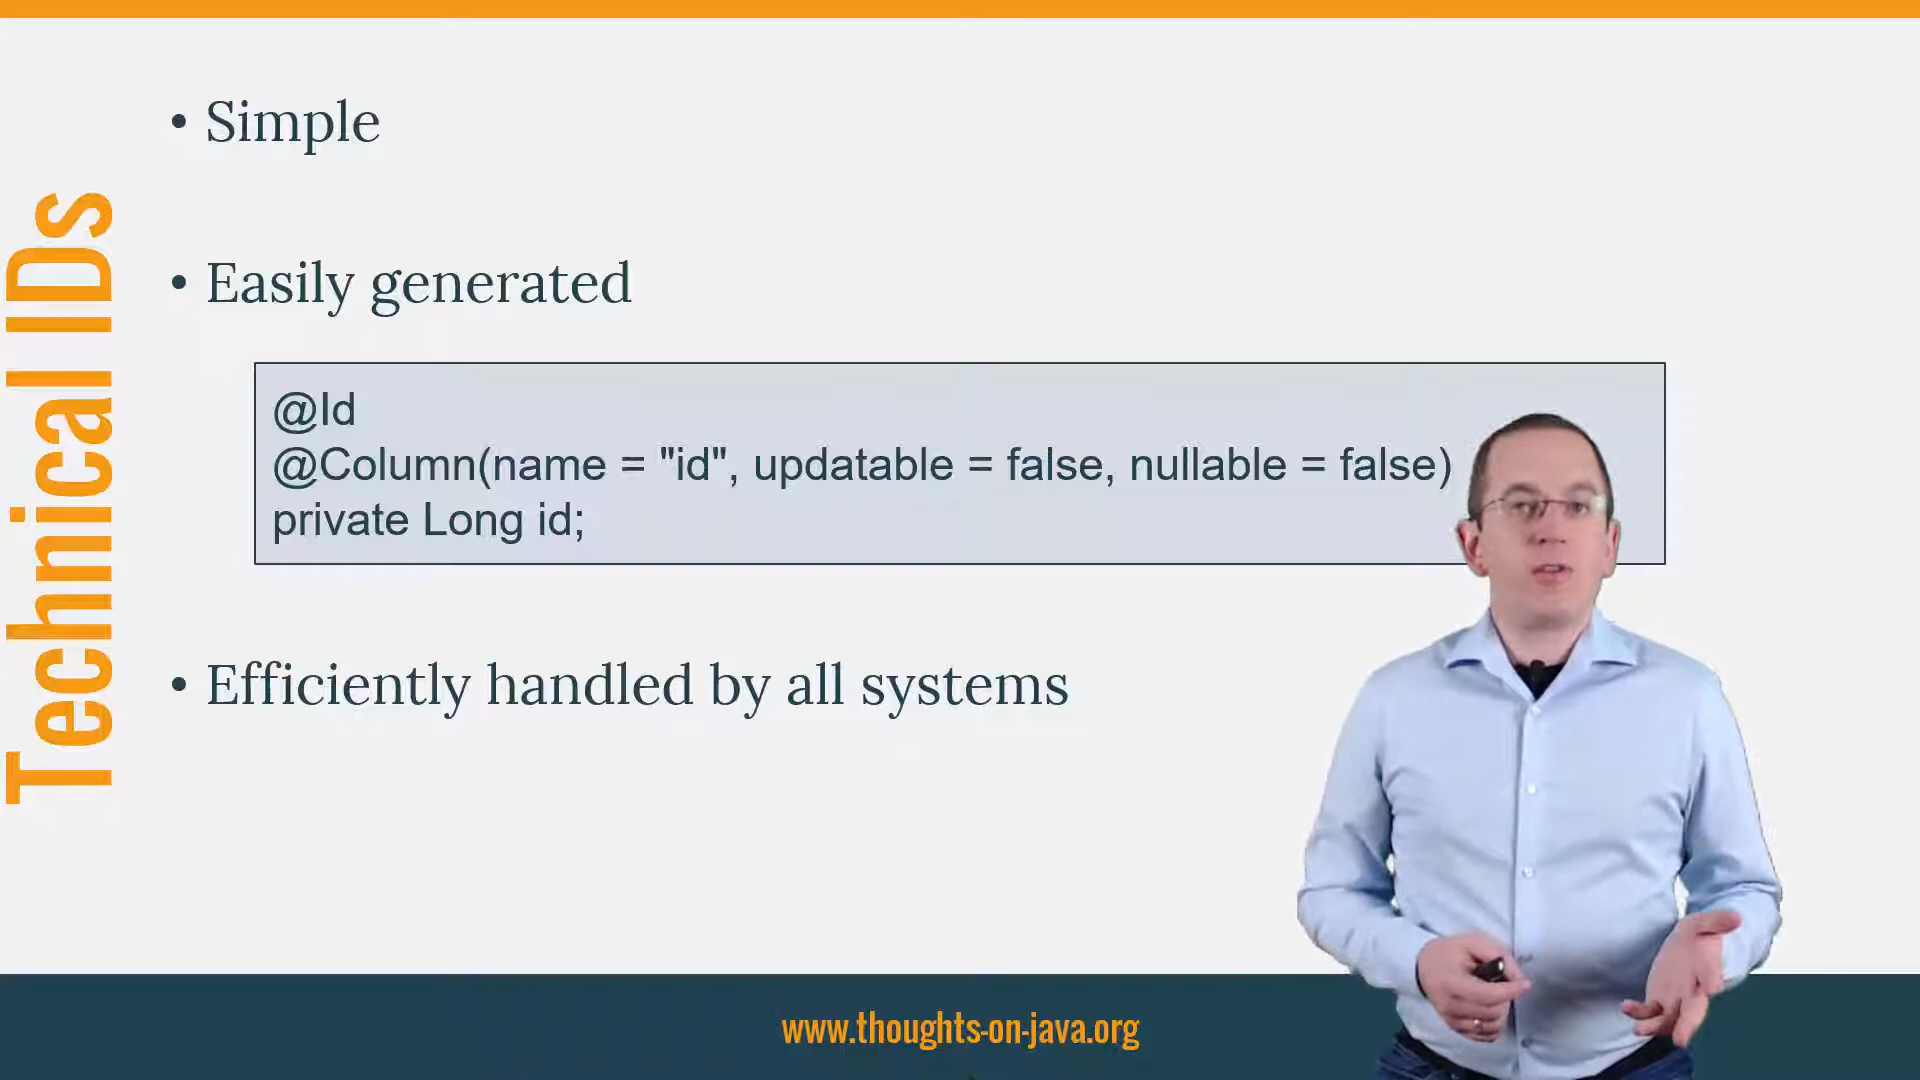 Technical IDs
• Simple
• Easily generated
@Id
@Column(name = "id", updatable = false, nullable = false)
private Long id;
• Efficiently handled by all systems
www.thoughts-on-java.org